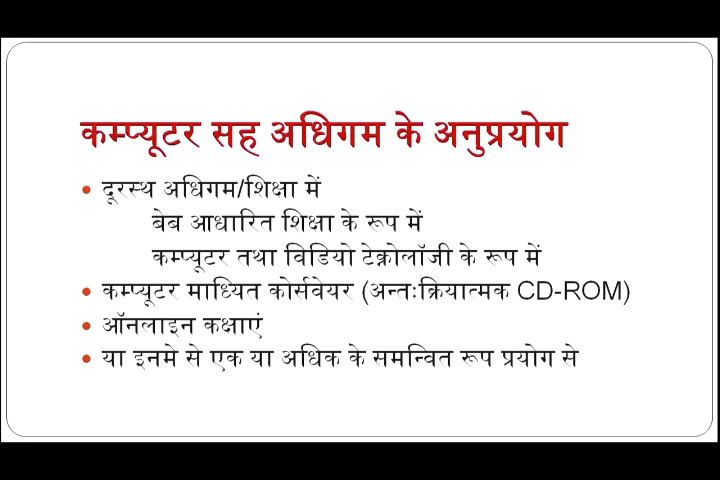 कम्प्यूटर सह अधिगम के अनुप्रयोग
• दूरस्थ अधिगम/शिक्षा में
बेब आधारित शिक्षा के रूप में
कम्प्यूटर तथा विडियो टेक्नोलॉजी के रूप में
• कम्प्यूटर माध्यित कोर्सवेयर (अन्तःक्रियात्मक CD-ROM)
• ऑनलाइन कक्षाएं
• या इनमे से एक या अधिक के समन्वित रूप प्रयोग से